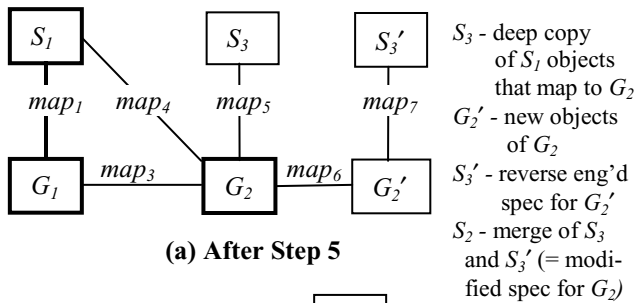 S₁
S₃
S₃′
map₁
map₄
map₅
map₇
G₁
map₃
G₂
map₆
G₂′
(a) After Step 5
S₃ - deep copy
of S₁ objects
that map to G₂
G₂′ - new objects
of G₂
S₃′ - reverse eng'd
spec for G₂′
S₂ - merge of S₃
and S₃′ (= modi-
fied spec for G₂)